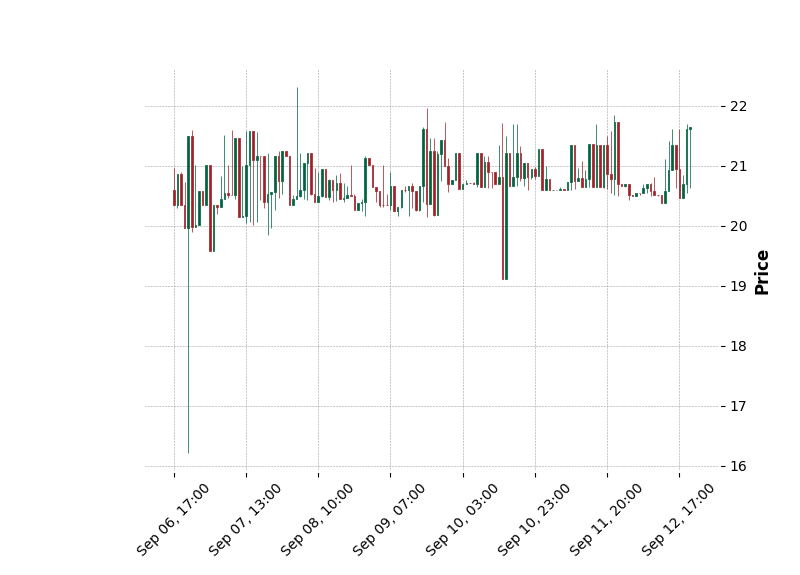 22
21
20
19
18
17
16
Price
Sep 06, 17:00
Sep 07, 13:00
Sep 08, 10:00
Sep 09, 07:00
Sep 10, 03:00
Sep 10, 23:00
Sep 11, 20:00
Sep 12, 17:00